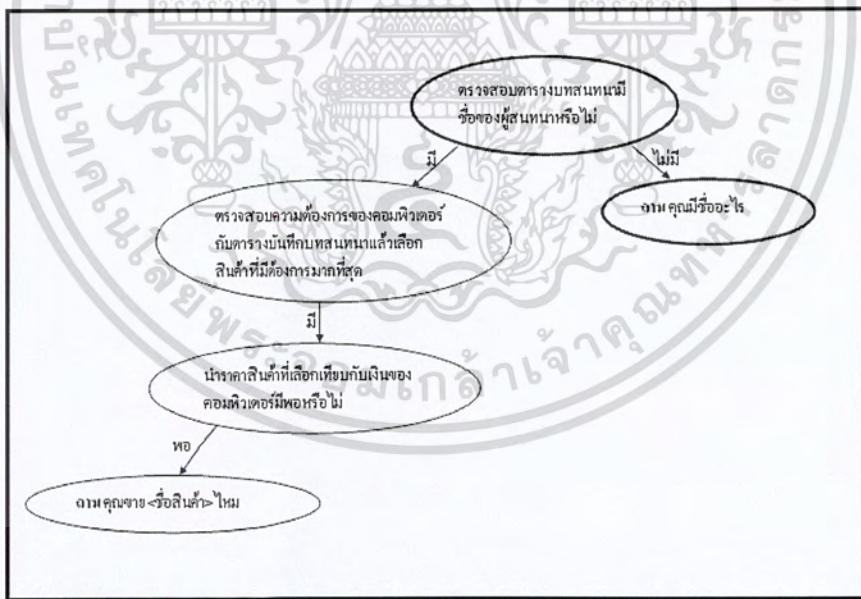 ตรวจสอบตารางบทสนทนามี
ชื่อของผู้สนทนาหรือไม่
มี
ไม่มี
ตรวจสอบความต้องการของคอมพิวเตอร์
กับตารางบันทึกบทสนทนาแล้วเลือก
สินค้าที่มีต้องการมากที่สุด
ถาม คุณมีชื่ออะไร
มี
นำราคาสินค้าที่เลือกเทียบกับเงินของ
คอมพิวเตอร์มีพอหรือไม่
พอ
ถาม คุณขาย <ชื่อสินค้า> ไหม